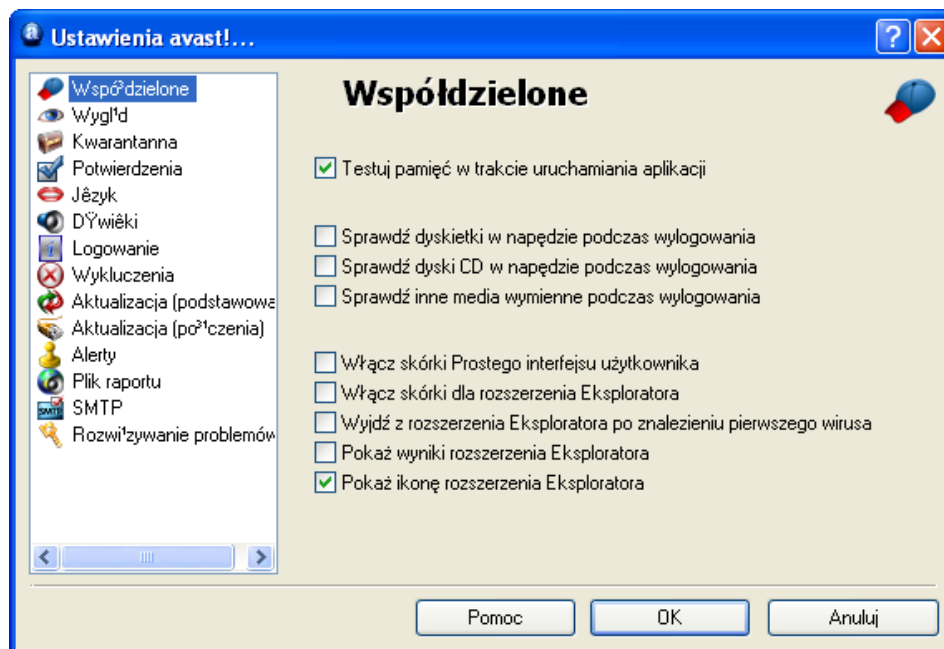 Ustawienia avast!...
Wspó³dzielone
Wygl¹d
Kwarantanna
Potwierdzenia
Jêzyk
DŸwiêki
Logowanie
Wykluczenia
Aktualizacja (podstawowa
Aktualizacja (po³¹czenia)
Alerty
Plik raportu
SMTP
Rozwi¹zywanie problemów
Współdzielone
Testuj pamięć w trakcie uruchamiania aplikacji
Sprawdź dyskietki w napędzie podczas wylogowania
Sprawdź dyski CD w napędzie podczas wylogowania
Sprawdź inne media wymienne podczas wylogowania
Włącz skórki Prostego interfejsu użytkownika
Włącz skórki dla rozszerzenia Eksploratora
Wyjdź z rozszerzenia Eksploratora po znalezieniu pierwszego wirusa
Pokaż wyniki rozszerzenia Eksploratora
Pokaż ikonę rozszerzenia Eksploratora
Pomoc
OK
Anuluj